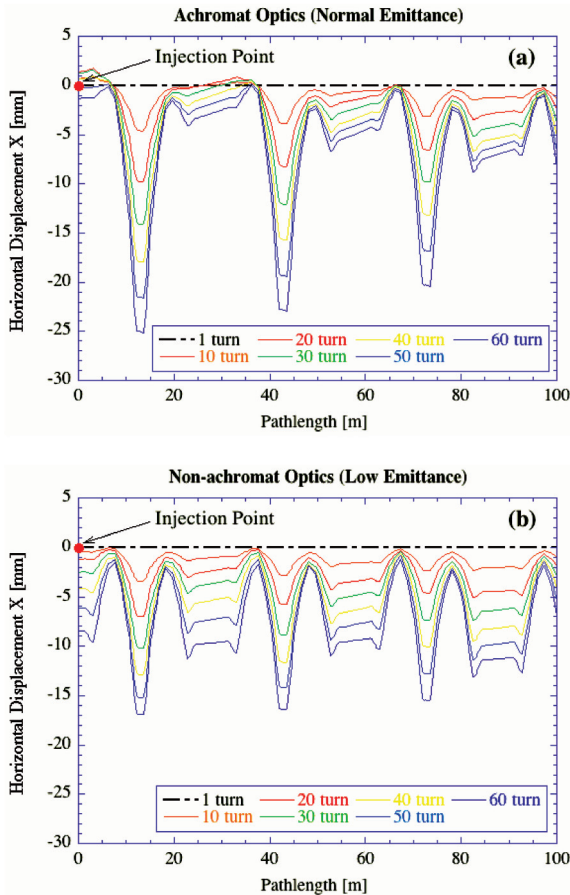 Achromat Optics (Normal Emittance)
5
Injection Point
(a)
0
-5
-10
-15
-20
-25
-30
Horizontal Displacement X [mm]
1 turn 20 turn 40 turn 60 turn
10 turn 30 turn 50 turn
0 20 40 60 80 100
Pathlength [m]
Non-achromat Optics (Low Emittance)
5
Injection Point
(b)
0
-5
-10
-15
-20
-25
-30
Horizontal Displacement X [mm]
1 turn 20 turn 40 turn 60 turn
10 turn 30 turn 50 turn
0 20 40 60 80 100
Pathlength [m]